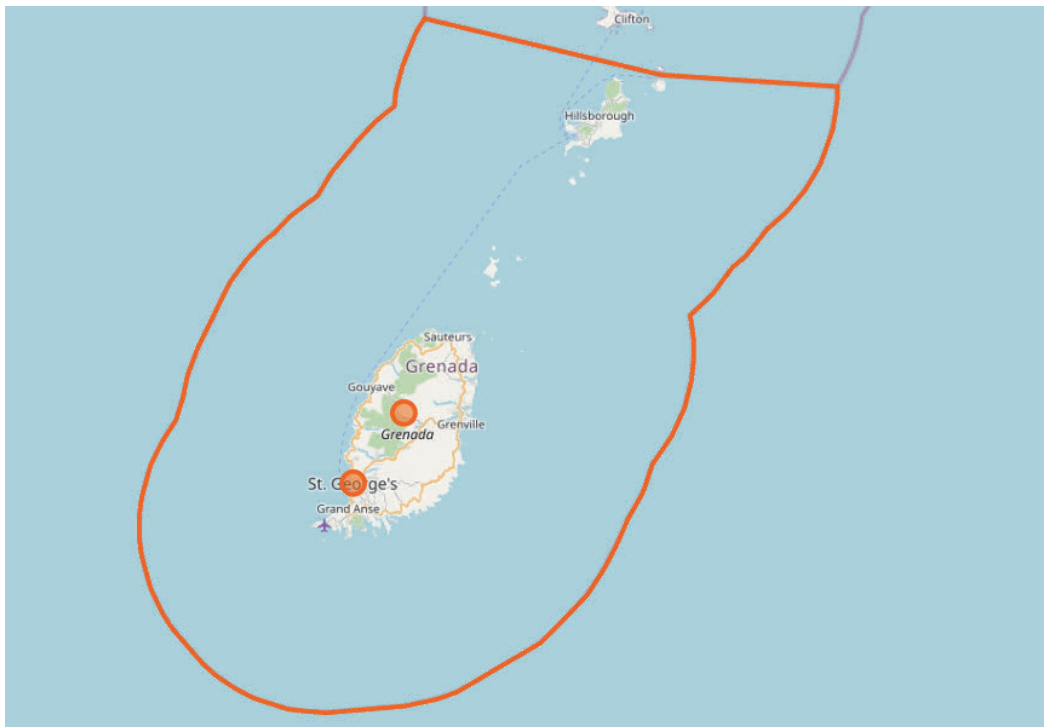 Clifton
Hillsborough
Sauteurs
Grenada
Gouyave
Grenville
Grenada
St. George's
Grand Anse